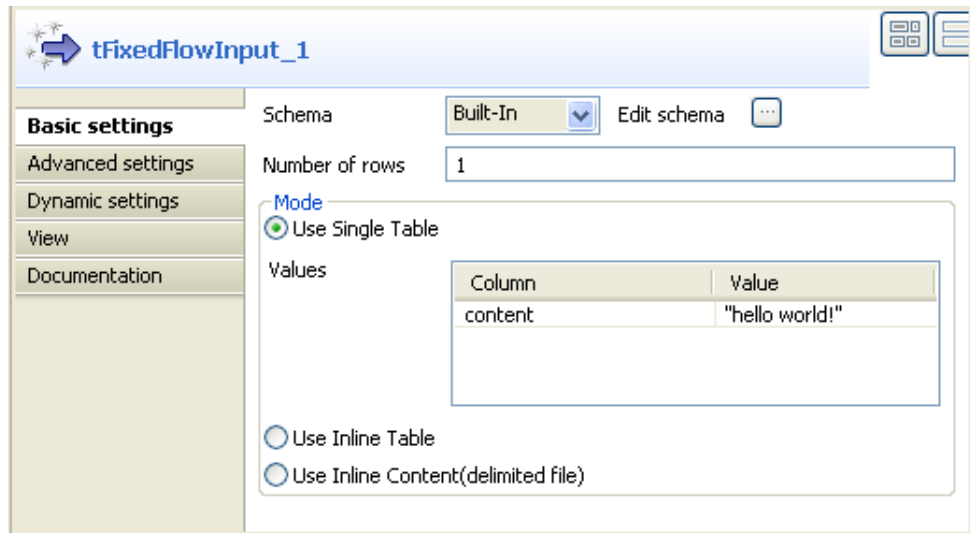 tFixedFlowInput_1
Basic settings
Advanced settings
Dynamic settings
View
Documentation
Schema Built-In Edit schema ...
Number of rows 1
Mode
Use Single Table
Values
Column Value
content "hello world!"
Use Inline Table
Use Inline Content(delimited file)